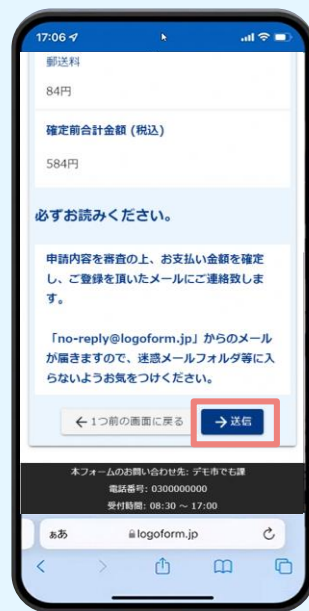 17:06
郵送料
84円
確定前合計金額 (税込)
584円
必ずお読みください。
申請内容を審査の上、お支払い金額を確定
し、ご登録を頂いたメールにご連絡致しま
す。
「no-reply@logoform.jp」からのメール
が届きますので、迷惑メールフォルダ等に入
らないようお気をつけください。
←1つ前の画面に戻る →送信
本フォームのお問い合わせ先: デモ市でも課
電話番号: 0300000000
受付時間: 08:30 ～ 17:00
ぁあ logoform.jp